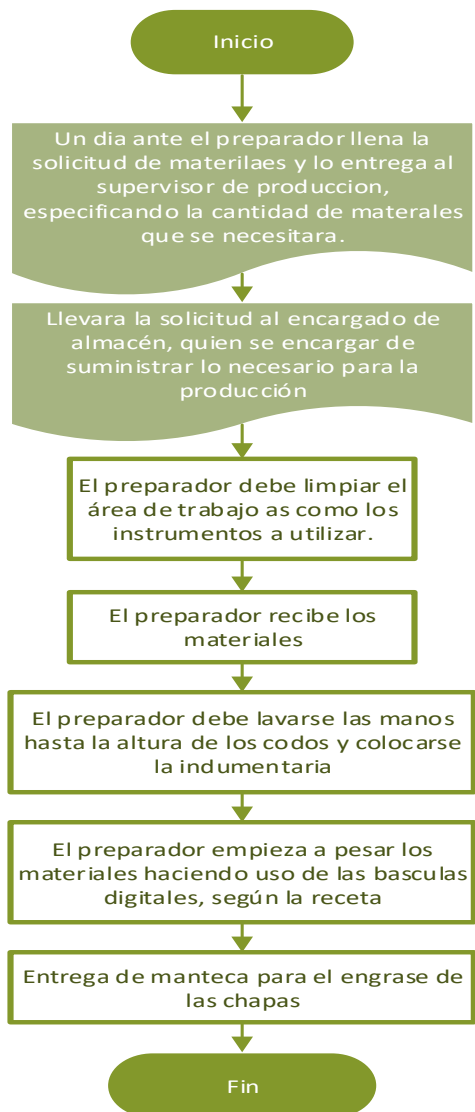 Inicio
Un dia ante el preparador llena la
solicitud de materilaes y lo entrega al
supervisor de produccion,
especificando la cantidad de materales
que se necesitara.
Llevara la solicitud al encargado de
almacén, quien se encargar de
suministrar lo necesario para la
producción
El preparador debe limpiar el
área de trabajo as como los
instrumentos a utilizar.
El preparador recibe los
materiales
El preparador debe lavarse las manos
hasta la altura de los codos y colocarse
la indumentaria
El preparador empieza a pesar los
materiales haciendo uso de las basculas
digitales, según la receta
Entrega de manteca para el engrase de
las chapas
Fin